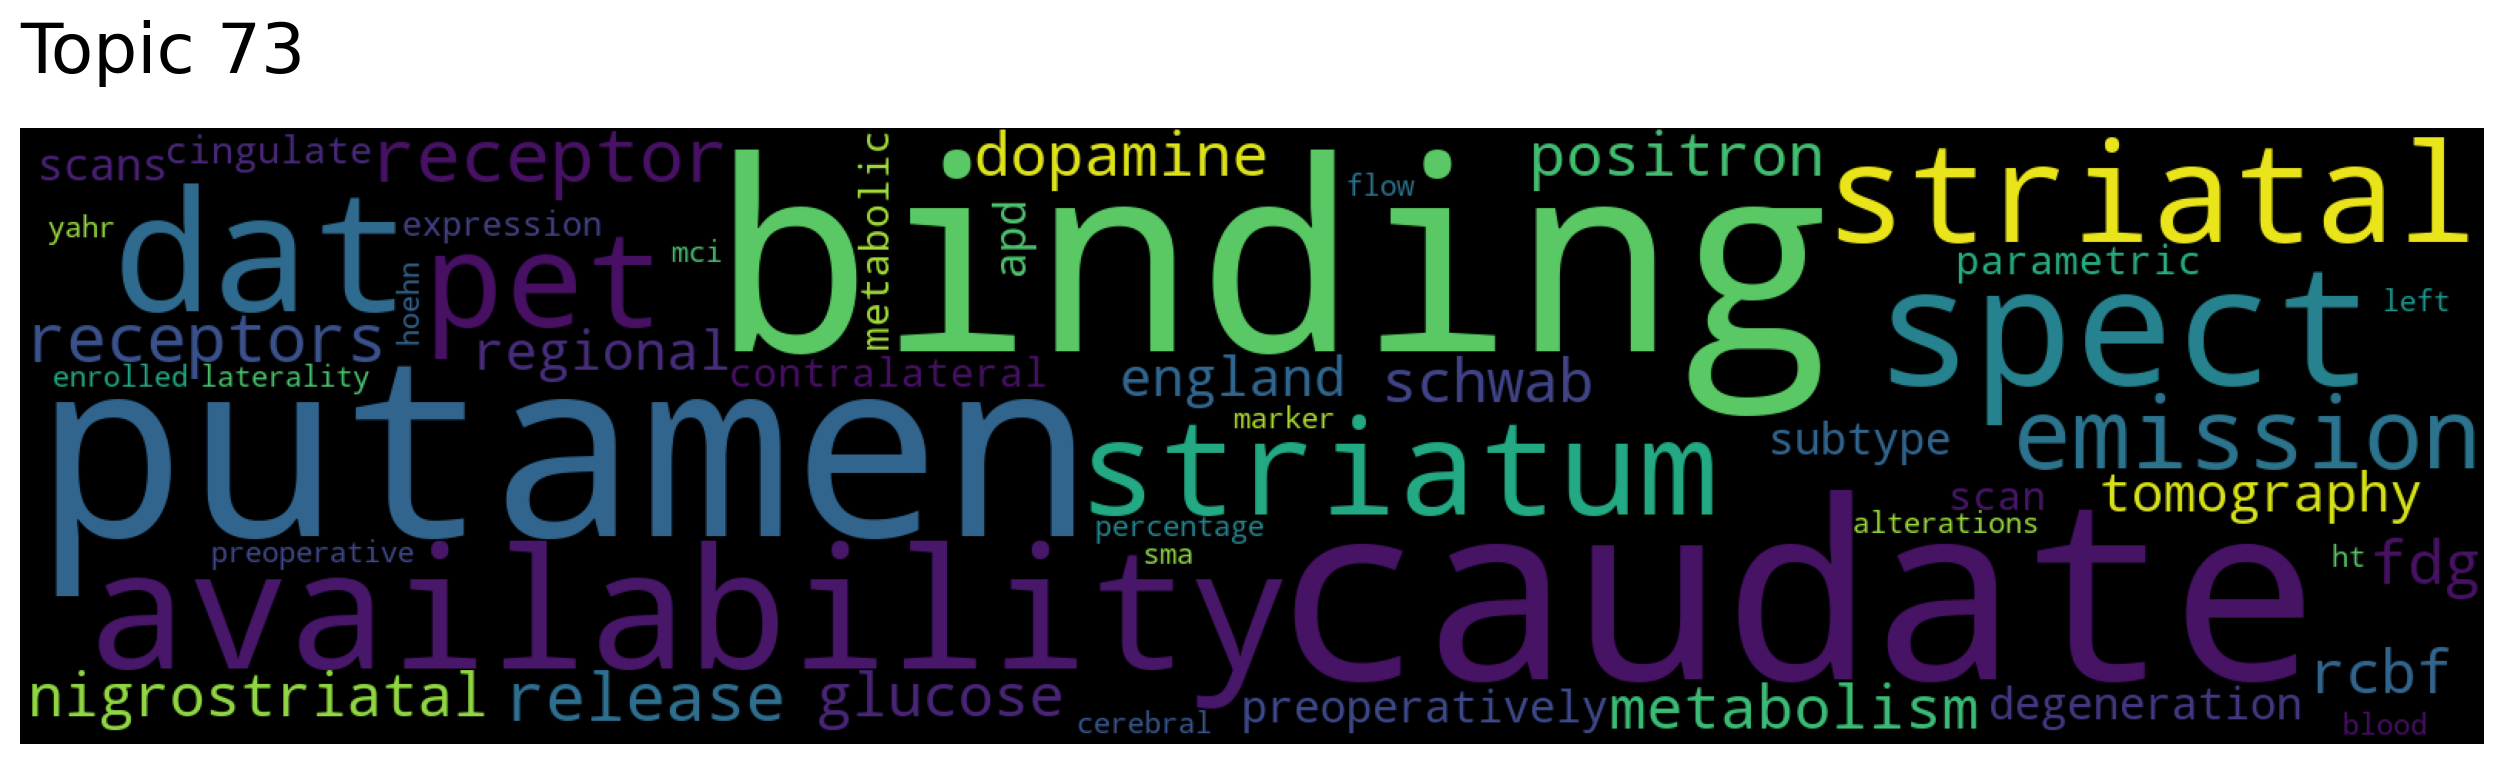 Topic 73
scans
cingulate
receptor
metabolic
dopamine
flow
positron
striatal
yahr
dat
expression
hoehn
pet
mci
binding
apd
parametric
spect
left
receptors
regional
enrolled
laterality
contralateral
england
schwab
marker
subtype
emission
putamen
striatum
scan
tomography
percentage
alterations
preoperative
sma
ht
fdg
availability
caudate
nigrostriatal
release
glucose
cerebral
preoperatively
metabolism
degeneration
rcbf
blood